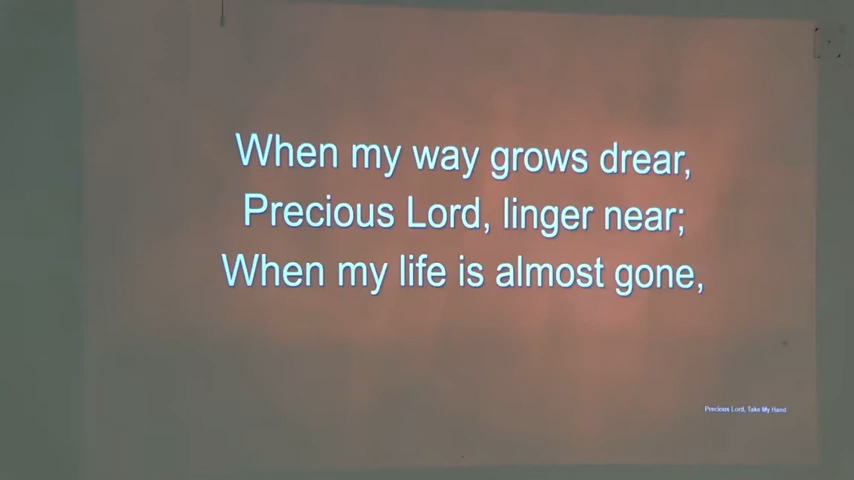 When my way grows drear,
Precious Lord, linger near;
When my life is almost gone,
Precious Lord, Take My Hand